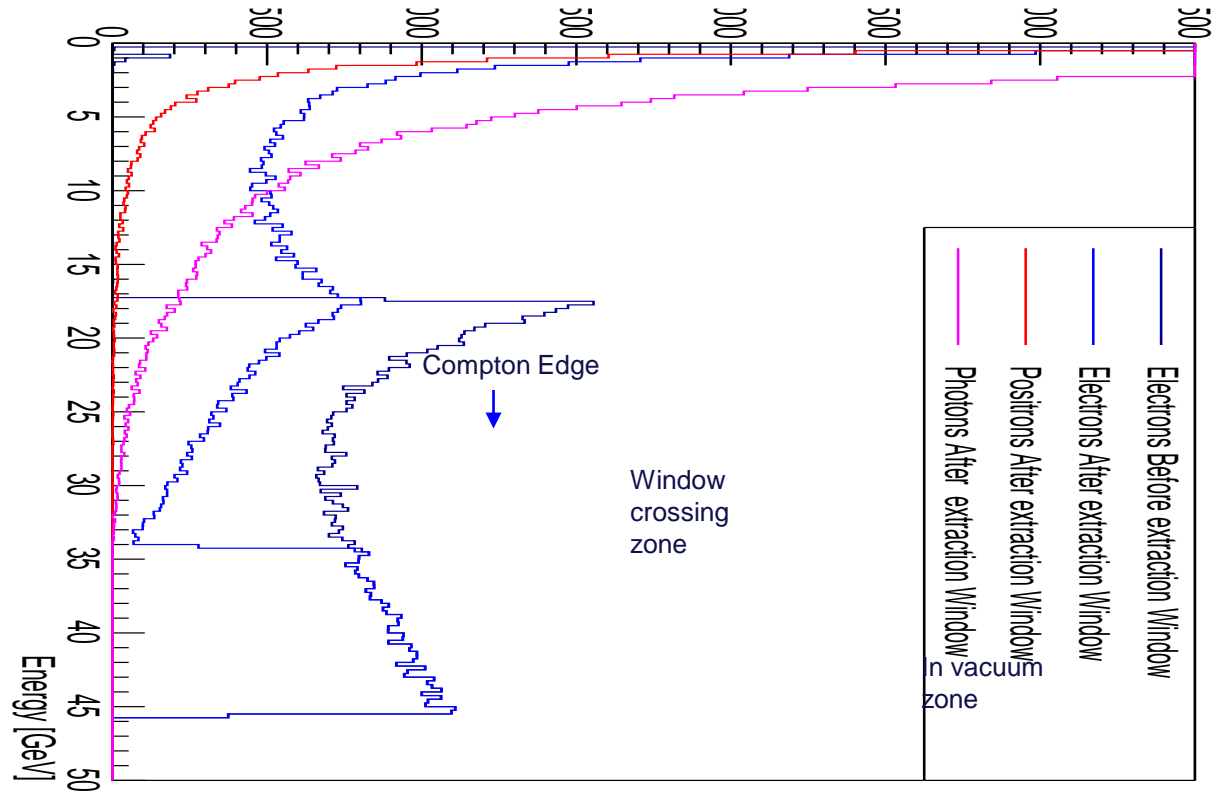 0
0
5
10
15
20
25
30
35
40
45
50
Energy [GeV]
Electrons Before extraction Window
Electrons After extraction Window
Positrons After extraction Window
Photons After extraction Window
Compton Edge
Window
crossing
zone
In vacuum
zone